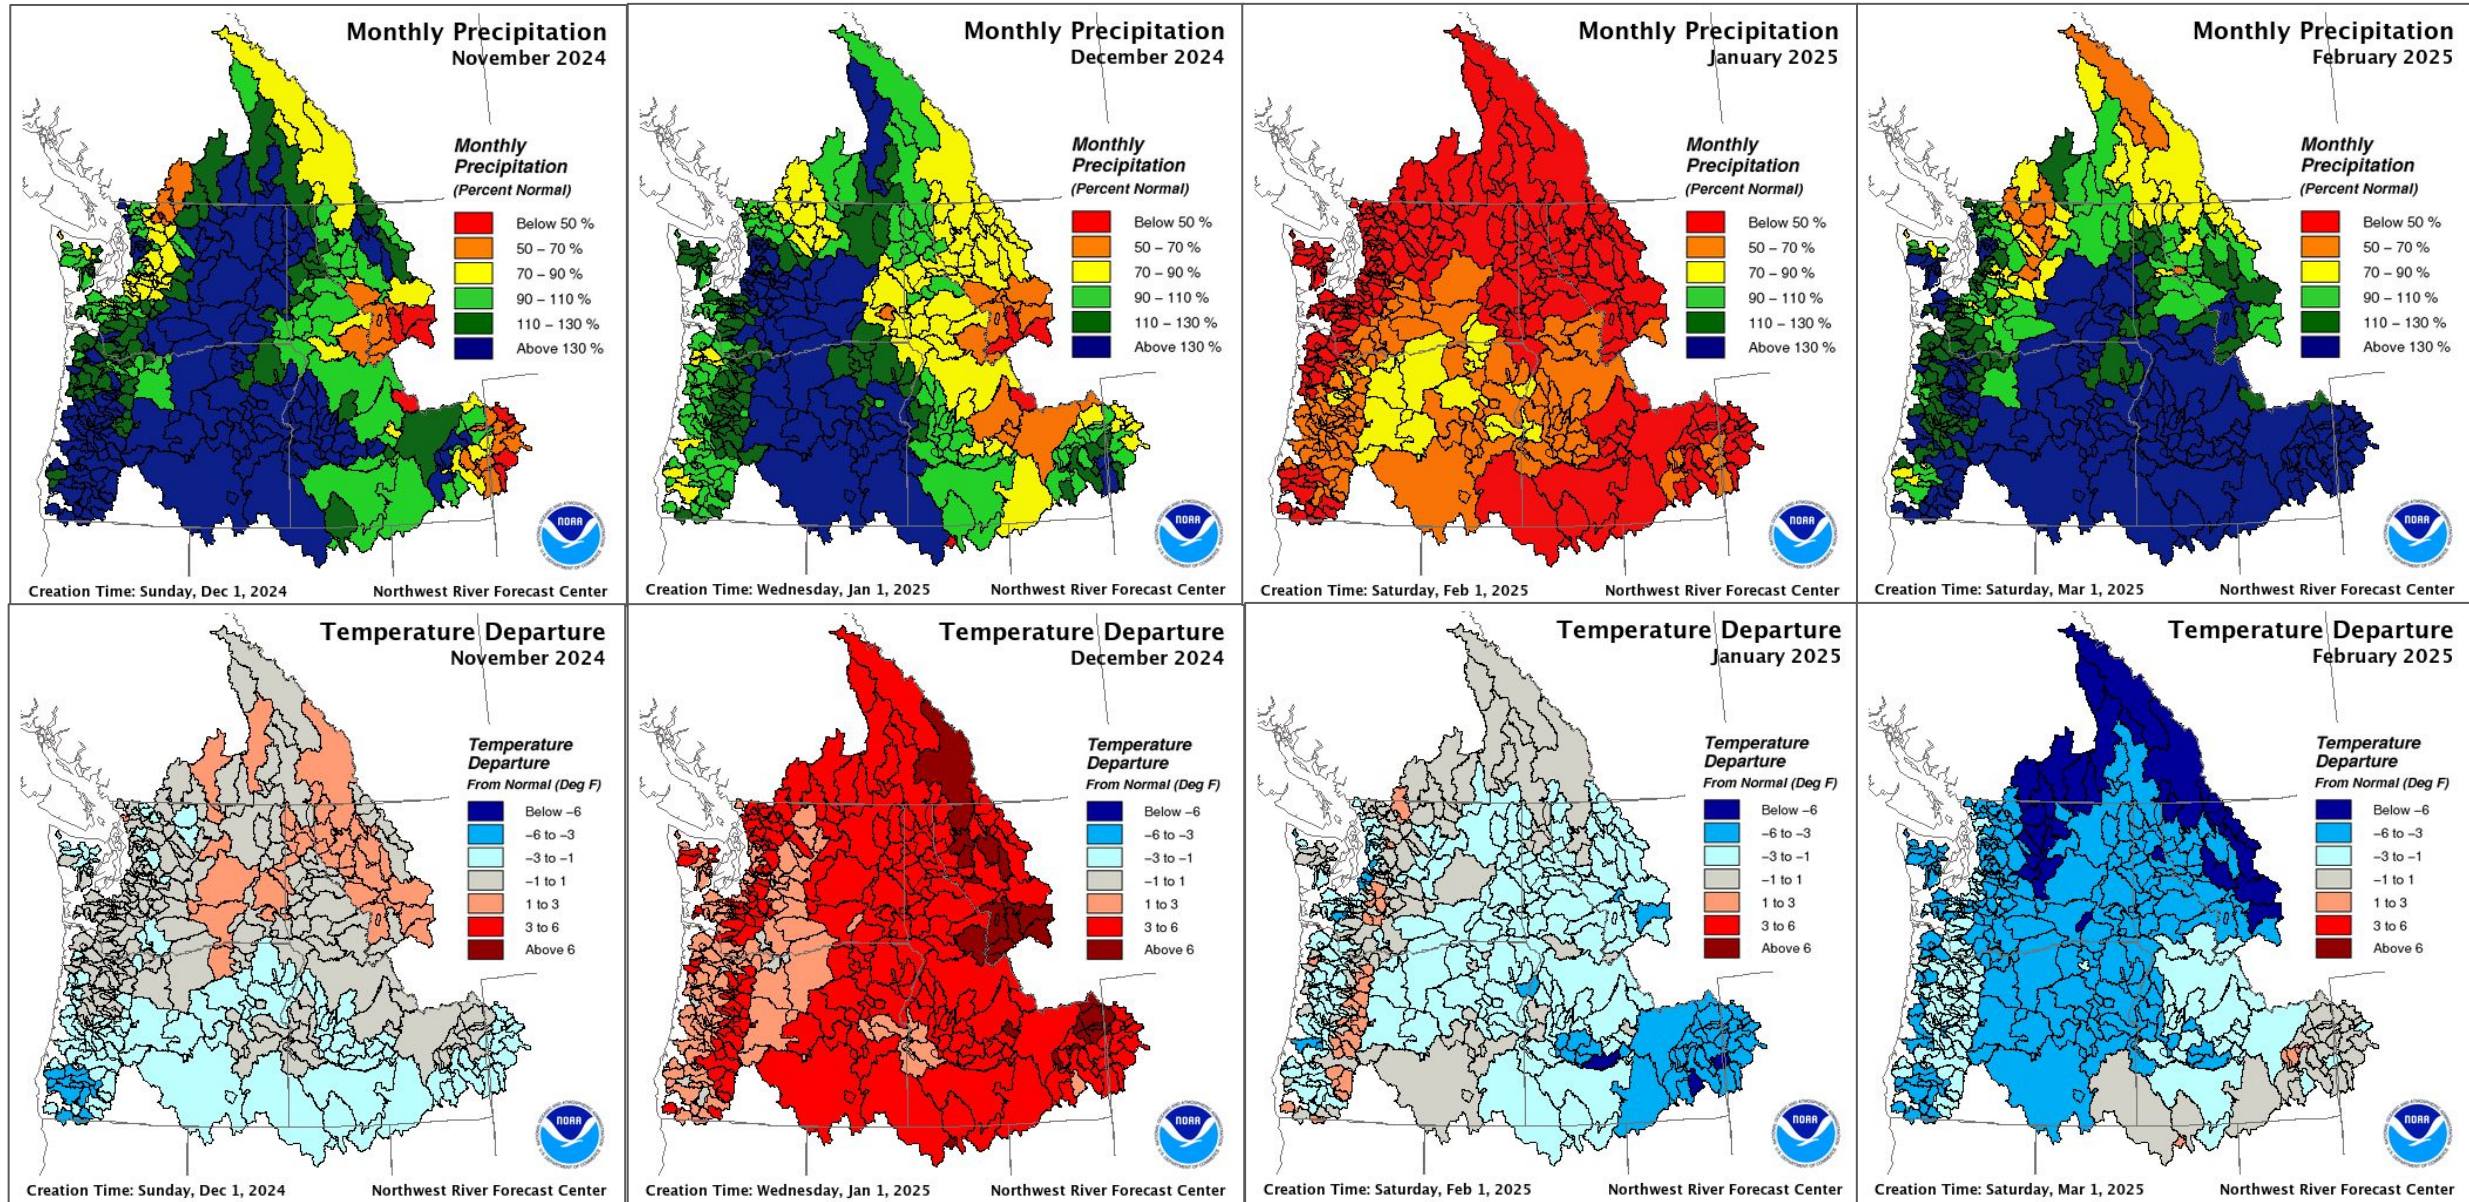 Monthly Precipitation
November 2024
Monthly
Precipitation
(Percent Normal)
Below 50 %
50 – 70 %
70 – 90 %
90 – 110 %
110 – 130 %
Above 130 %
NOAA
Creation Time: Sunday, Dec 1, 2024
Northwest River Forecast Center
Monthly Precipitation
December 2024
Monthly
Precipitation
(Percent Normal)
Below 50 %
50 – 70 %
70 – 90 %
90 – 110 %
110 – 130 %
Above 130 %
NOAA
Creation Time: Wednesday, Jan 1, 2025
Northwest River Forecast Center
Monthly Precipitation
January 2025
Monthly
Precipitation
(Percent Normal)
Below 50 %
50 – 70 %
70 – 90 %
90 – 110 %
110 – 130 %
Above 130 %
NOAA
Creation Time: Saturday, Feb 1, 2025
Northwest River Forecast Center
Monthly Precipitation
February 2025
Monthly
Precipitation
(Percent Normal)
Below 50 %
50 – 70 %
70 – 90 %
90 – 110 %
110 – 130 %
Above 130 %
NOAA
Creation Time: Saturday, Mar 1, 2025
Northwest River Forecast Center
Temperature Departure
November 2024
Temperature
Departure
From Normal (Deg F)
Below −6
−6 to −3
−3 to −1
−1 to 1
1 to 3
3 to 6
Above 6
NOAA
Creation Time: Sunday, Dec 1, 2024
Northwest River Forecast Center
Temperature Departure
December 2024
Temperature
Departure
From Normal (Deg F)
Below −6
−6 to −3
−3 to −1
−1 to 1
1 to 3
3 to 6
Above 6
NOAA
Creation Time: Wednesday, Jan 1, 2025
Northwest River Forecast Center
Temperature Departure
January 2025
Temperature
Departure
From Normal (Deg F)
Below −6
−6 to −3
−3 to −1
−1 to 1
1 to 3
3 to 6
Above 6
NOAA
Creation Time: Saturday, Feb 1, 2025
Northwest River Forecast Center
Temperature Departure
February 2025
Temperature
Departure
From Normal (Deg F)
Below −6
−6 to −3
−3 to −1
−1 to 1
1 to 3
3 to 6
Above 6
NOAA
Creation Time: Saturday, Mar 1, 2025
Northwest River Forecast Center